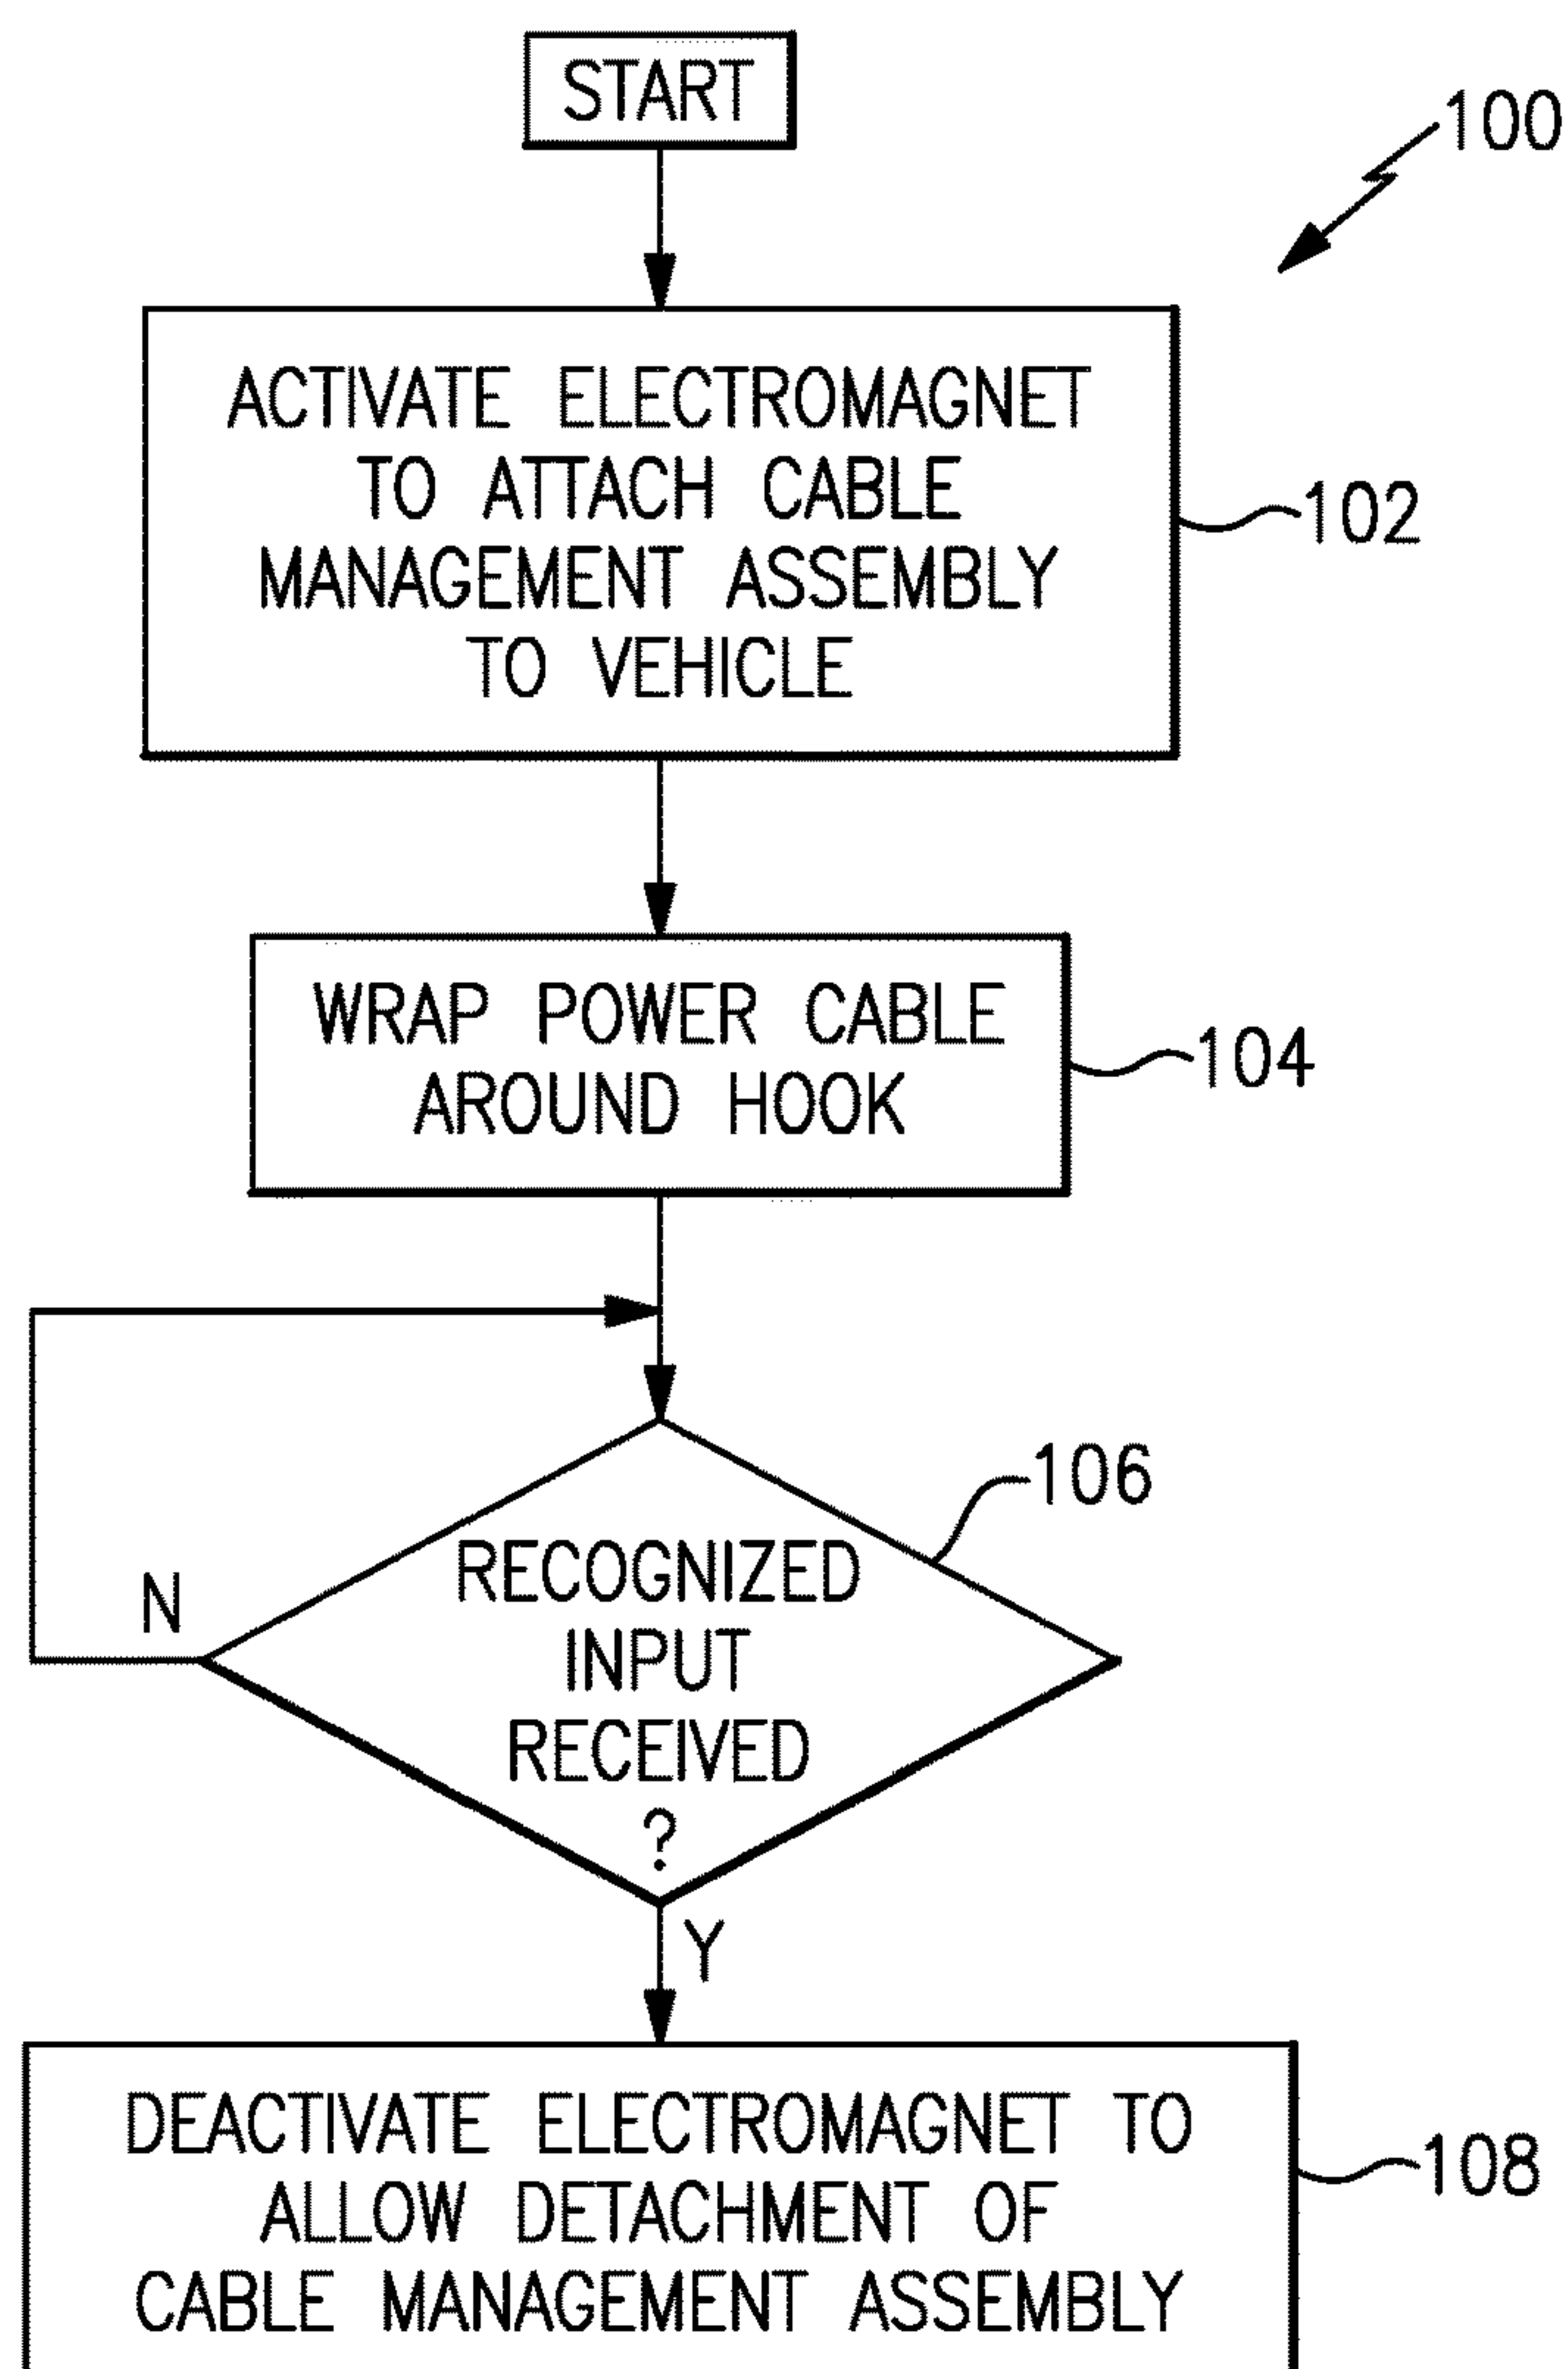 START
100
ACTIVATE ELECTROMAGNET
TO ATTACH CABLE
MANAGEMENT ASSEMBLY
TO VEHICLE
102
WRAP POWER CABLE
AROUND HOOK
104
106
RECOGNIZED
INPUT
RECEIVED
?
N
Y
DEACTIVATE ELECTROMAGNET TO
ALLOW DETACHMENT OF
CABLE MANAGEMENT ASSEMBLY
108